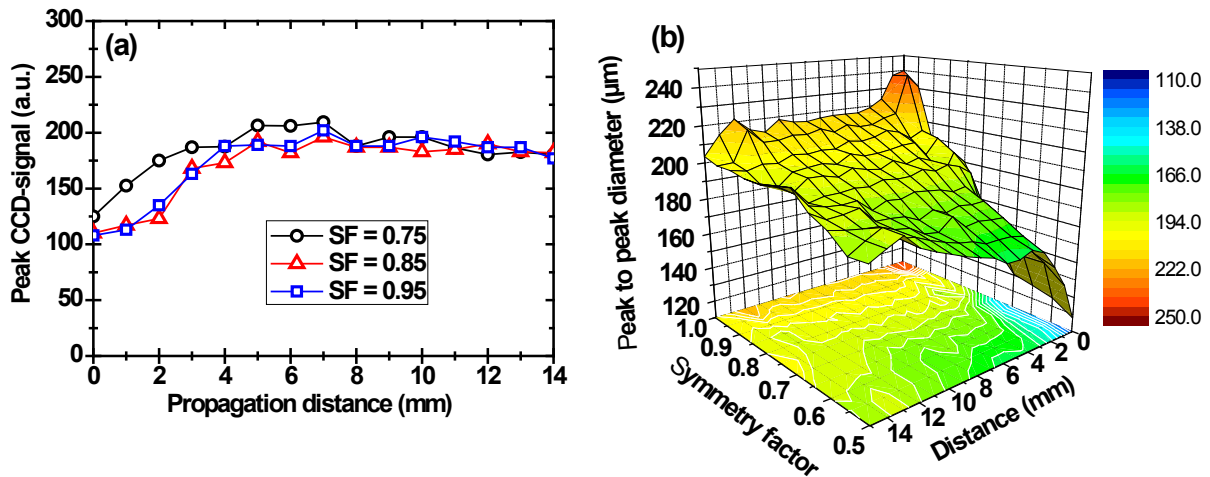 (a)
300
250
200
150
100
50
0
Peak CCD-signal (a.u.)
SF = 0.75
SF = 0.85
SF = 0.95
0 2 4 6 8 10 12 14
Propagation distance (mm)
(b)
Peak to peak diameter (µm)
240
220
200
180
160
140
120
1.0 0.9 0.8 0.7 0.6 0.5
Symmetry factor
14 12 10 8 6 4 2 0
Distance (mm)
110.0
138.0
166.0
194.0
222.0
250.0